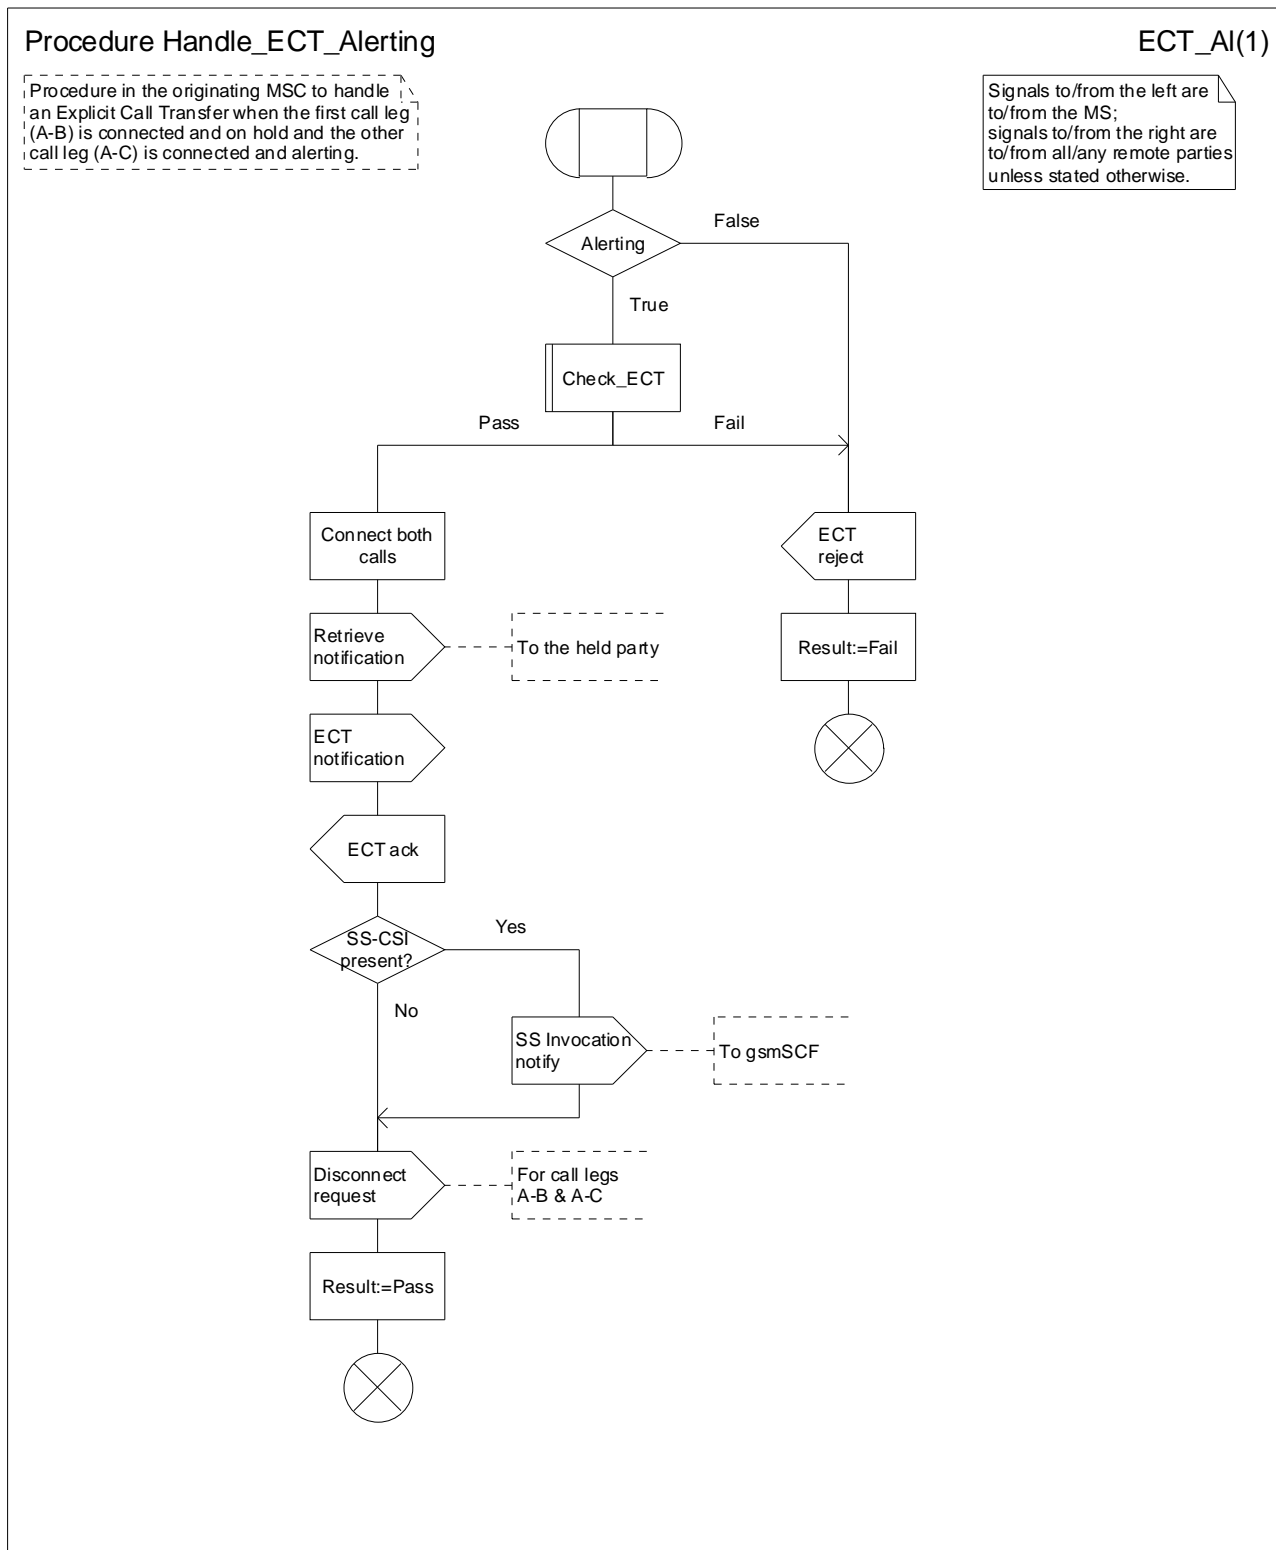 Procedure Handle_ECT_Alerting
ECT_Al(1)
Procedure in the originating MSC to handle
an Explicit Call Transfer when the first call leg
(A-B) is connected and on hold and the other
call leg (A-C) is connected and alerting.
Signals to/from the left are
to/from the MS;
signals to/from the right are
to/from all/any remote parties
unless stated otherwise.
False
Alerting
True
Check_ECT
Pass
Fail
Connect both
calls
ECT
reject
Retrieve
notification
To the held party
Result:=Fail
ECT
notification
ECT ack
SS-CSI
present?
Yes
No
SS Invocation
notify
To gsmSCF
Disconnect
request
For call legs
A-B & A-C
Result:=Pass